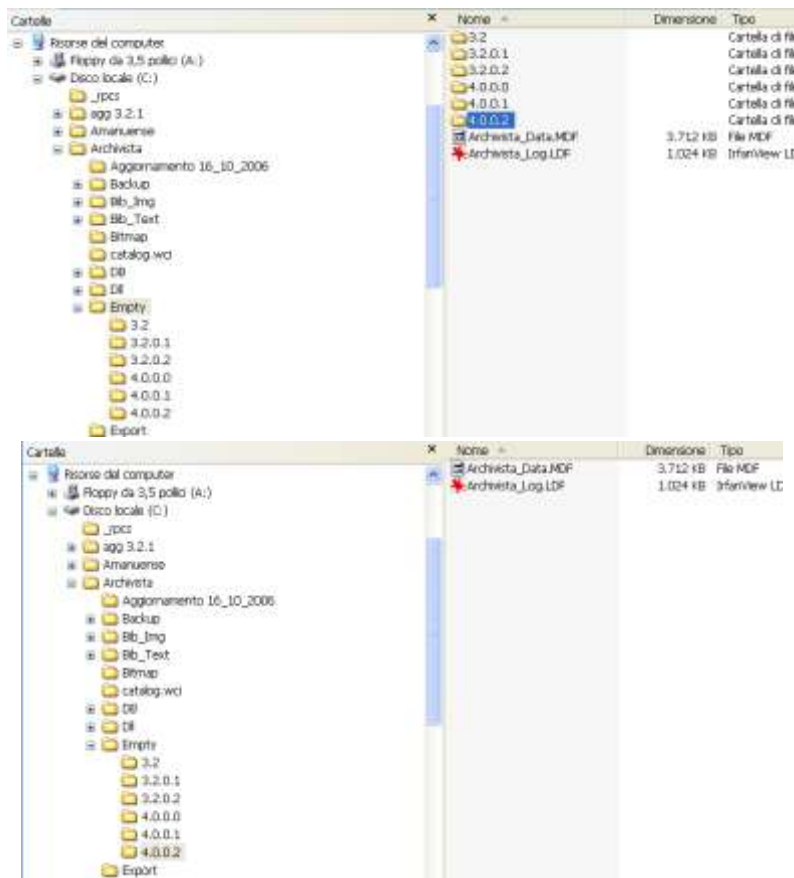 Cartelle
Risorse del computer
Floppy da 3,5 pollici (A:)
Disco locale (C:)
_rpcs
agg 3.2.1
Amanuense
Archivista
Aggiornamento 16_10_2006
Backup
Bib_Img
Bib_Text
Bitmap
catalog.wci
DB
Dll
Empty
3.2
3.2.0.1
3.2.0.2
4.0.0.0
4.0.0.1
4.0.0.2
Export
Nome Dimensione Tipo
3.2 Cartella di fil
3.2.0.1 Cartella di fil
3.2.0.2 Cartella di fil
4.0.0.0 Cartella di fil
4.0.0.1 Cartella di fil
4.0.0.2 Cartella di fil
Archivista_Data.MDF 3.712 KB File MDF
Archivista_Log.LDF 1.024 KB IrfanView LD
Cartelle
Risorse del computer
Floppy da 3,5 pollici (A:)
Disco locale (C:)
_rpcs
agg 3.2.1
Amanuense
Archivista
Aggiornamento 16_10_2006
Backup
Bib_Img
Bib_Text
Bitmap
catalog.wci
DB
Dll
Empty
3.2
3.2.0.1
3.2.0.2
4.0.0.0
4.0.0.1
4.0.0.2
Export
Nome Dimensione Tipo
Archivista_Data.MDF 3.712 KB File MDF
Archivista_Log.LDF 1.024 KB IrfanView LD